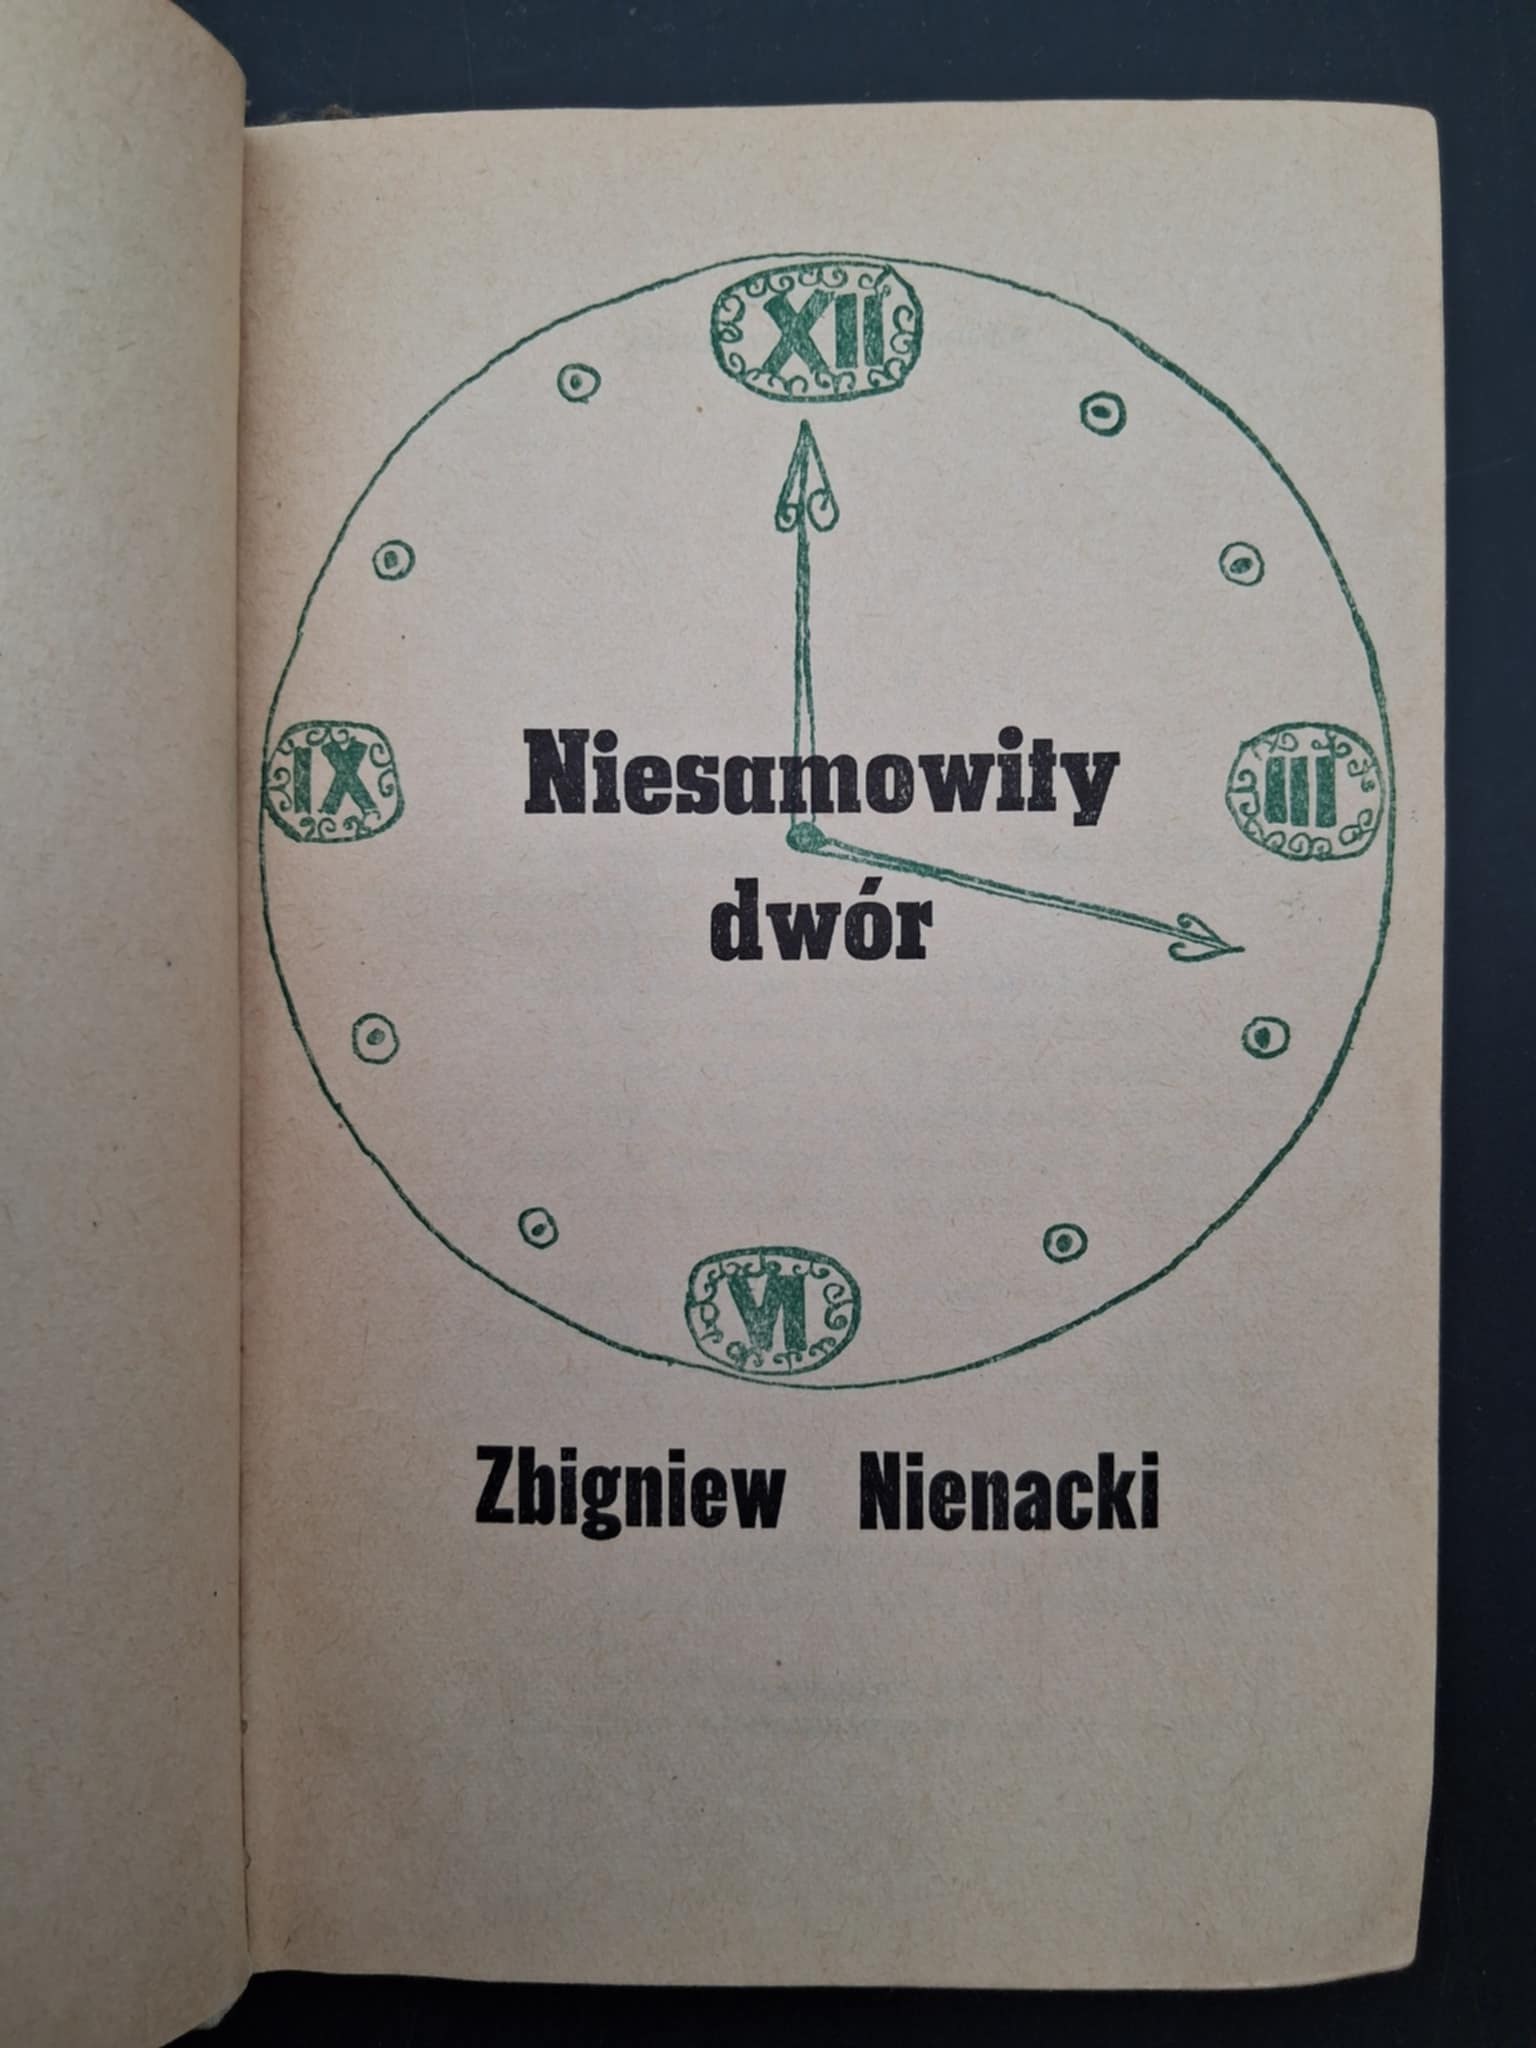 XII
IX
III
Niesamowity
dwór
VI
Zbigniew Nienacki